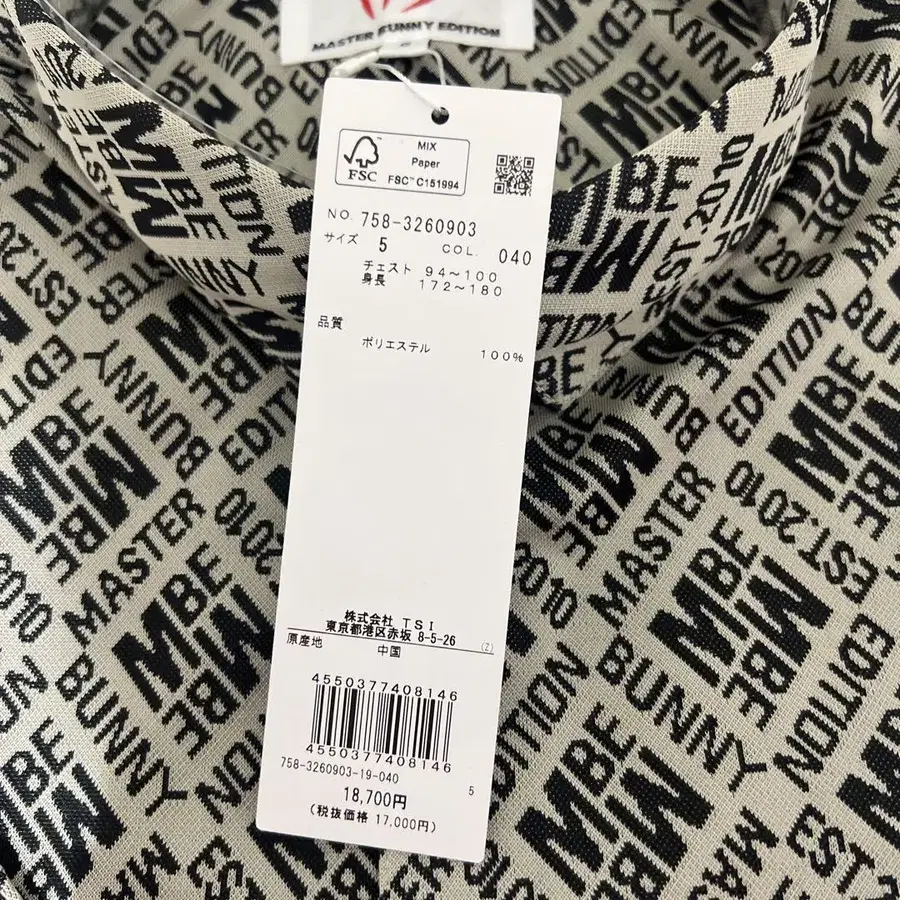 MASTER BUNNY EDITION
MIX
Paper
FSC™ C151994
FSC
NO. 758-3260903
サイズ 5 COL. 040
チェスト 94～100
身長 172～180
品質
ポリエステル 100%
株式会社 TSI
東京都港区赤坂 8-5-26
(Z)
原産地 中国
4550377408146
4550377408146
758-3260903-19-040
5
18,700円
(税抜価格 17,000円)
MBE
MASTER
BUNNY
EDITION
EST.2010